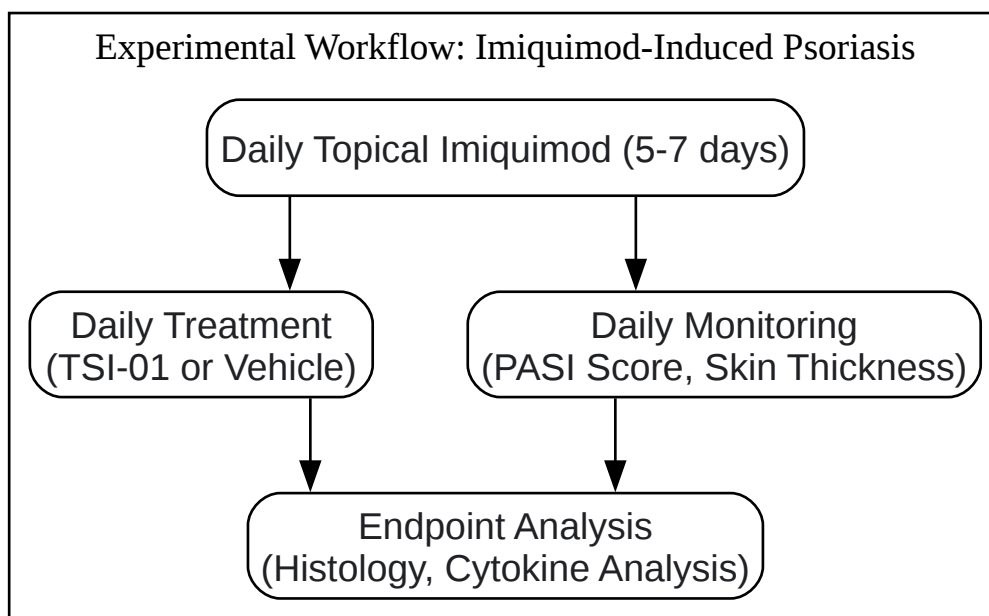 Experimental Workflow: Imiquimod-Induced Psoriasis
Daily Topical Imiquimod (5-7 days)
Daily Treatment
(TSI-01 or Vehicle)
Daily Monitoring
(PASI Score, Skin Thickness)
Endpoint Analysis
(Histology, Cytokine Analysis)